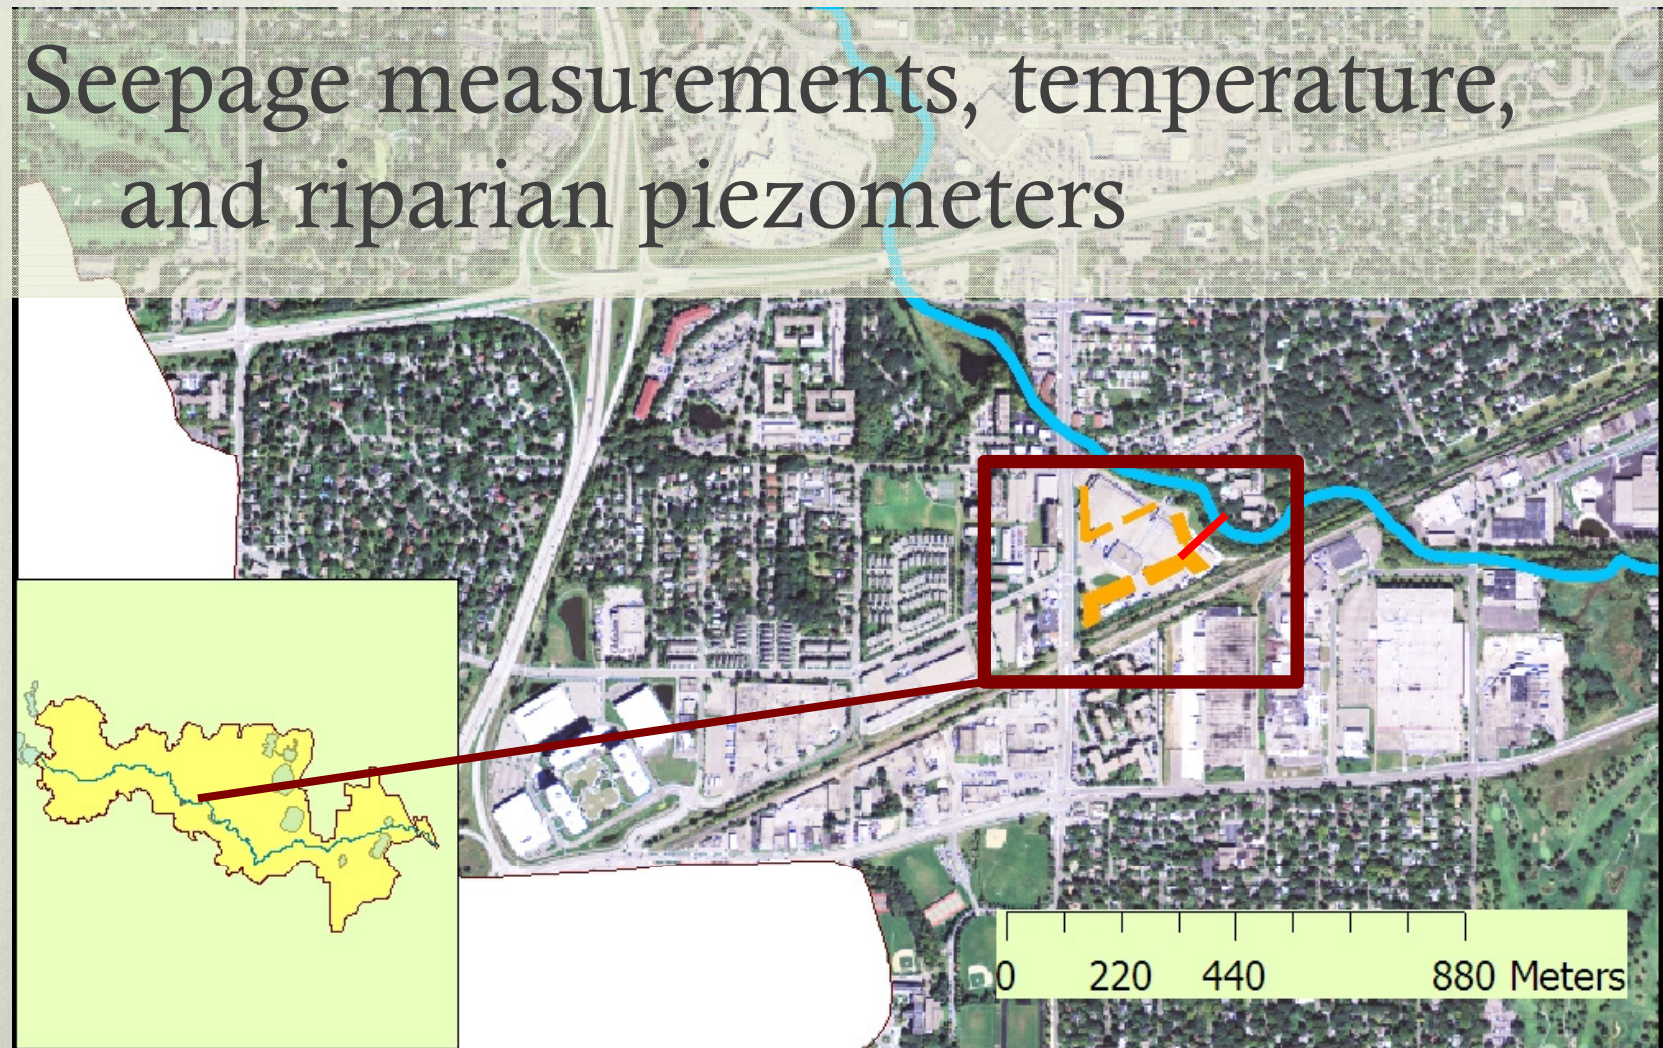 Seepage measurements, temperature,
and riparian piezometers
0 220 440 880 Meters